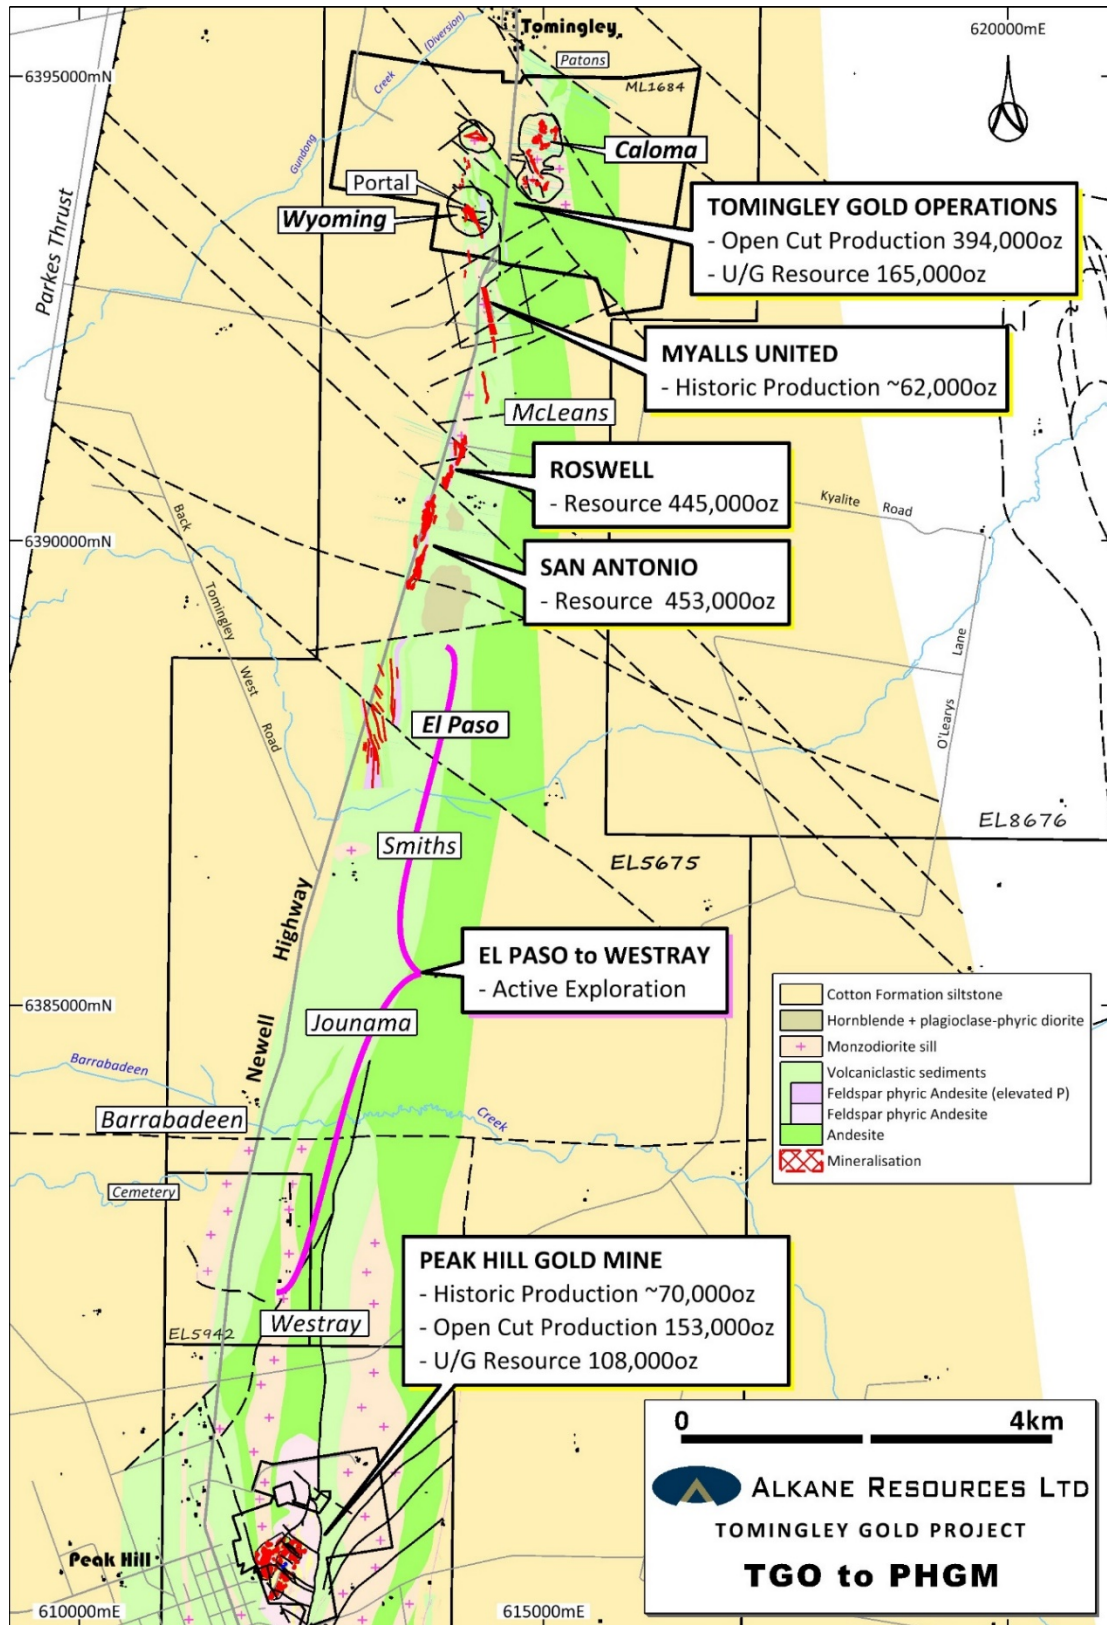 Tomingley
620000mE
Creek
(Diversion)
Patons
6395000mN
ML1684
Gundong
Caloma
Portal
Wyoming
Parkes Thrust
TOMINGLEY GOLD OPERATIONS
- Open Cut Production 394,000oz
- U/G Resource 165,000oz
MYALLS UNITED
- Historic Production ~62,000oz
McLeans
ROSWELL
- Resource 445,000oz
Kyalite Road
Back
6390000mN
SAN ANTONIO
- Resource 453,000oz
Tomingley
West
Road
Lane
O'Learys
El Paso
EL8676
Smiths
EL5675
Highway
EL PASO to WESTRAY
- Active Exploration
6385000mN
Jounama
Newell
Cotton Formation siltstone
Hornblende + plagioclase-phyric diorite
Monzodiorite sill
Volcaniclastic sediments
Feldspar phyric Andesite (elevated P)
Feldspar phyric Andesite
Andesite
Mineralisation
Barrabadeen
Barrabadeen
Creek
Cemetery
PEAK HILL GOLD MINE
- Historic Production ~70,000oz
- Open Cut Production 153,000oz
- U/G Resource 108,000oz
Westray
EL5942
0 4km
ALKANE RESOURCES LTD
TOMINGLEY GOLD PROJECT
TGO to PHGM
Peak Hill
610000mE
615000mE